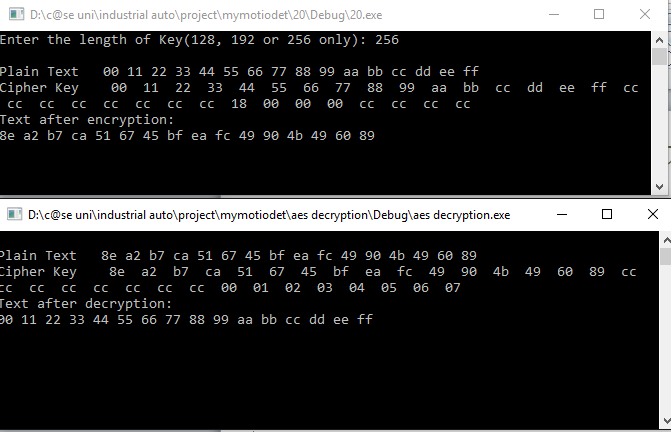 D:\c@se uni\industrial auto\project\mymotiodet\20\Debug\20.exe
Enter the length of Key(128, 192 or 256 only): 256
Plain Text 00 11 22 33 44 55 66 77 88 99 aa bb cc dd ee ff
Cipher Key 00 11 22 33 44 55 66 77 88 99 aa bb cc dd ee ff cc
cc cc cc cc cc cc cc 18 00 00 00 cc cc cc cc
Text after encryption:
8e a2 b7 ca 51 67 45 bf ea fc 49 90 4b 49 60 89
D:\c@se uni\industrial auto\project\mymotiodet\aes decryption\Debug\aes decryption.exe
Plain Text 8e a2 b7 ca 51 67 45 bf ea fc 49 90 4b 49 60 89
Cipher Key 8e a2 b7 ca 51 67 45 bf ea fc 49 90 4b 49 60 89 cc
cc cc cc cc cc cc cc 00 01 02 03 04 05 06 07
Text after decryption:
00 11 22 33 44 55 66 77 88 99 aa bb cc dd ee ff